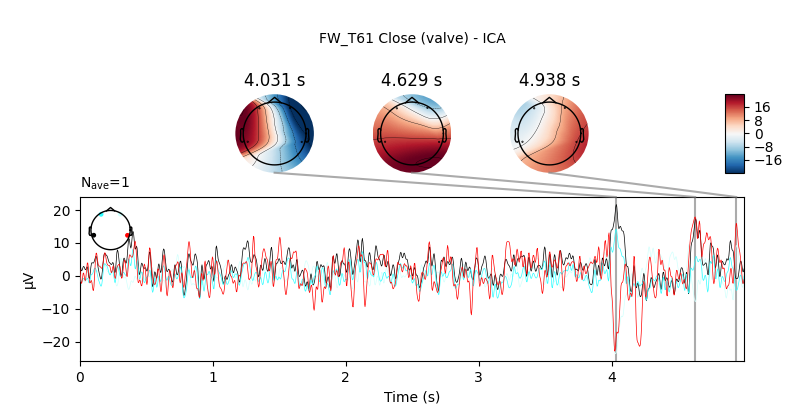 FW_T61 Close (valve) - ICA
4.031 s 4.629 s 4.938 s
16
8
0
−8
−16
Nave=1
20
10
0
−10
−20
µV
0 1 2 3 4
Time (s)